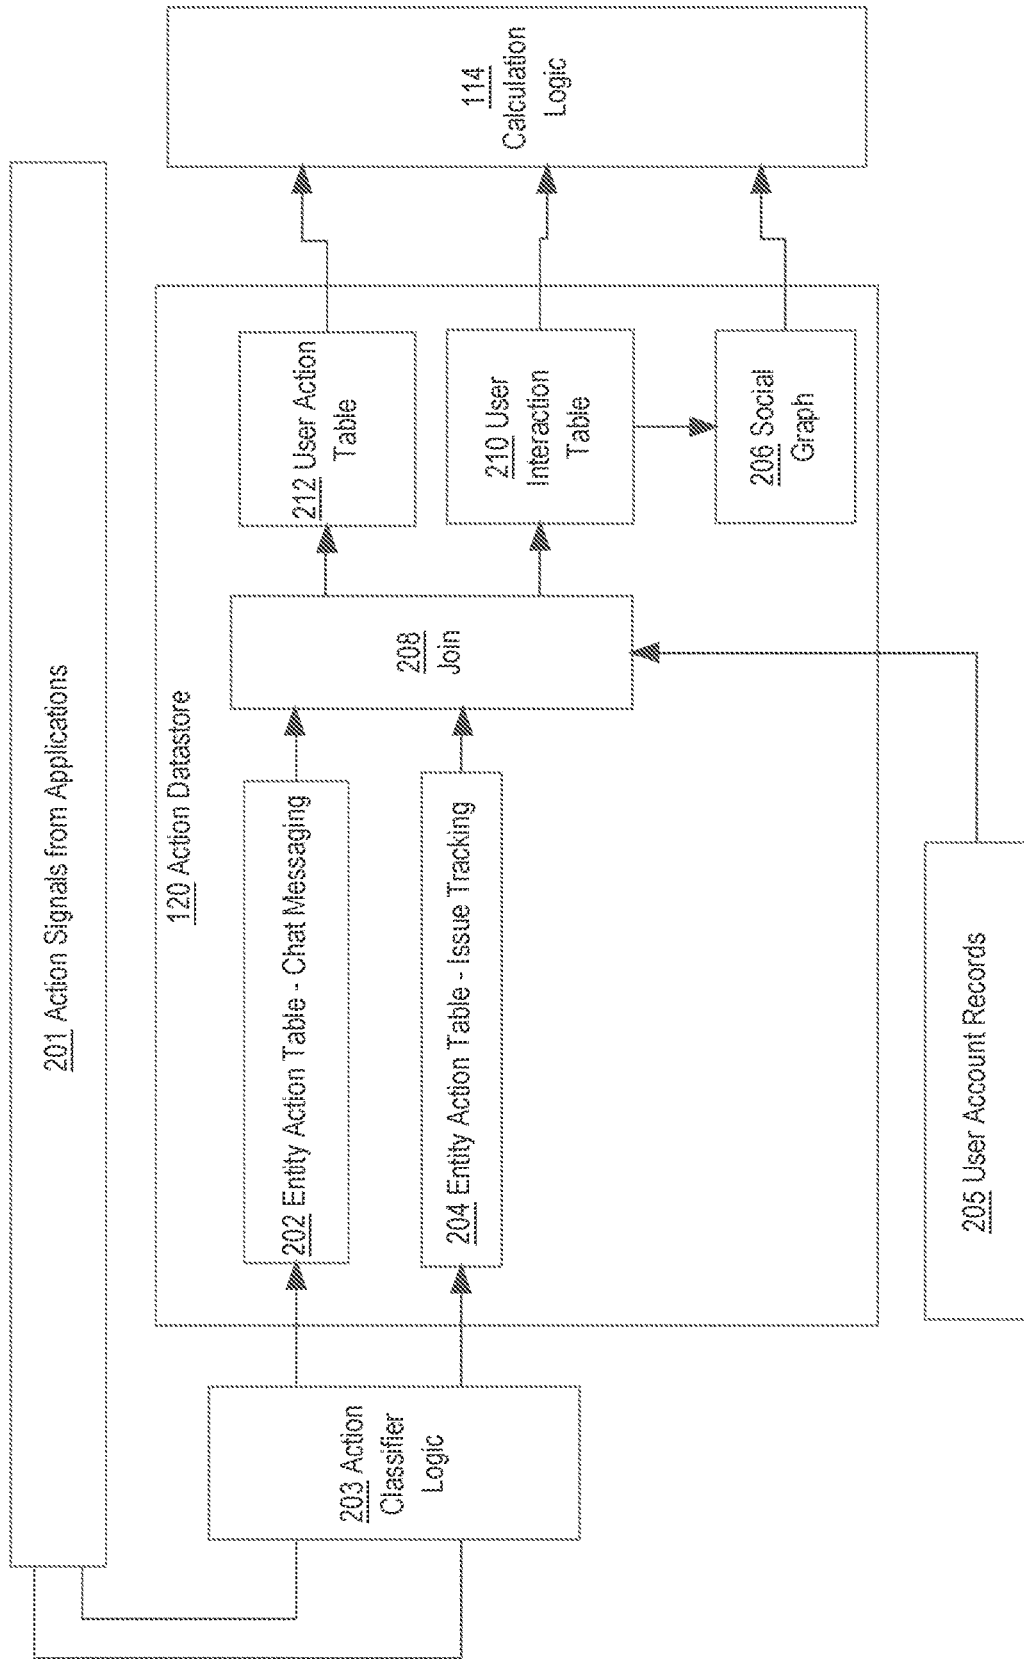 201 Action Signals from Applications
120 Action Datastore
203 Action
Classifier
Logic
202 Entity Action Table - Chat Messaging
204 Entity Action Table - Issue Tracking
208
Join
212 User Action
Table
210 User
Interaction
Table
206 Social
Graph
114
Calculation
Logic
205 User Account Records